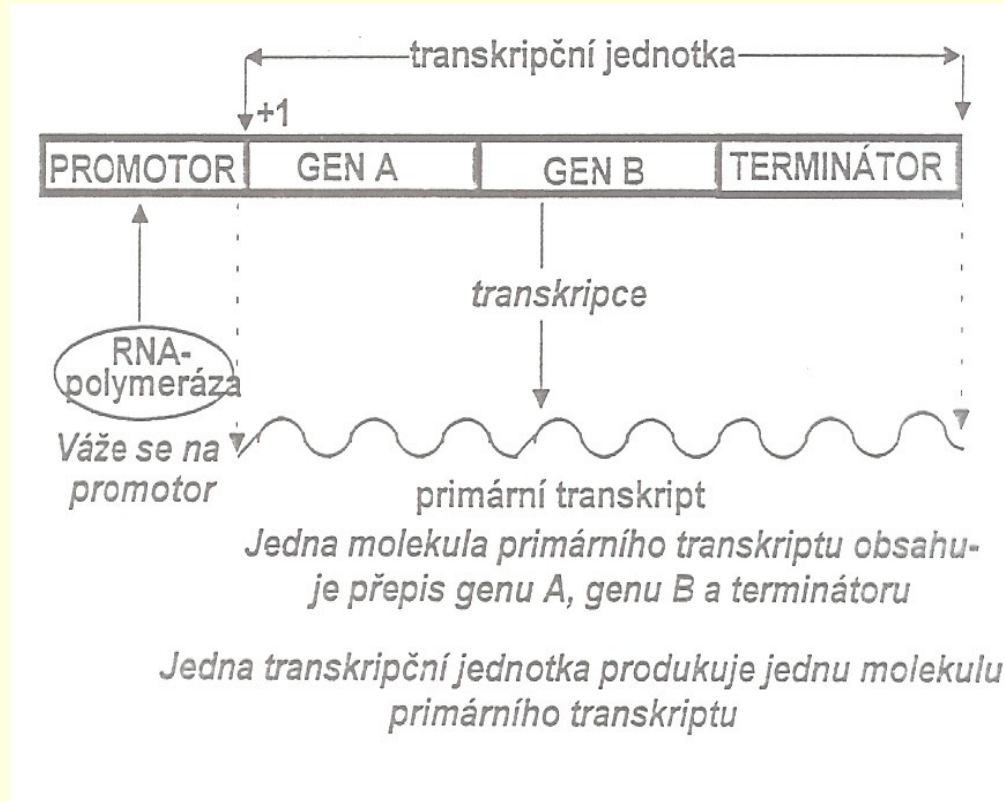 transkripční jednotka
+1
PROMOTOR
GEN A
GEN B
TERMINÁTOR
transkripce
RNA-
polymeráza
Váže se na
promotor
primární transkript
Jedna molekula primárního transkriptu obsahu-
je přepis genu A, genu B a terminátoru
Jedna transkripční jednotka produkuje jednu molekulu
primárního transkriptu